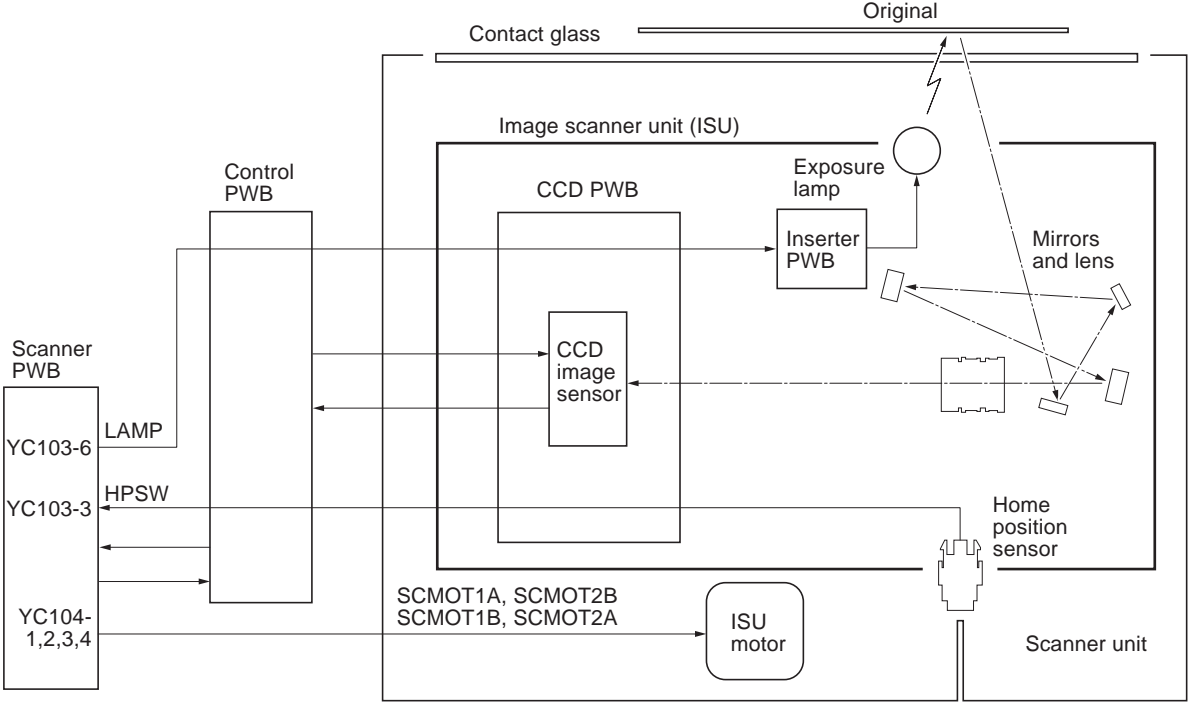 Original
Contact glass
Image scanner unit (ISU)
Control
PWB
CCD PWB
Exposure
lamp
Inserter
PWB
Mirrors
and lens
Scanner
PWB
CCD
image
sensor
LAMP
YC103-6
HPSW
YC103-3
Home
position
sensor
SCMOT1A, SCMOT2B
SCMOT1B, SCMOT2A
YC104-
1,2,3,4
ISU
motor
Scanner unit